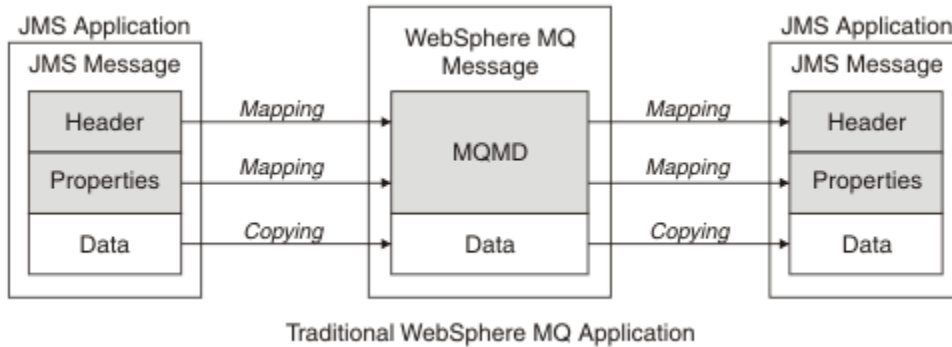 JMS Application
JMS Message
Header
Properties
Data
Mapping
Mapping
Copying
WebSphere MQ
Message
MQMD
Data
Mapping
Mapping
Copying
JMS Application
JMS Message
Header
Properties
Data
Traditional WebSphere MQ Application